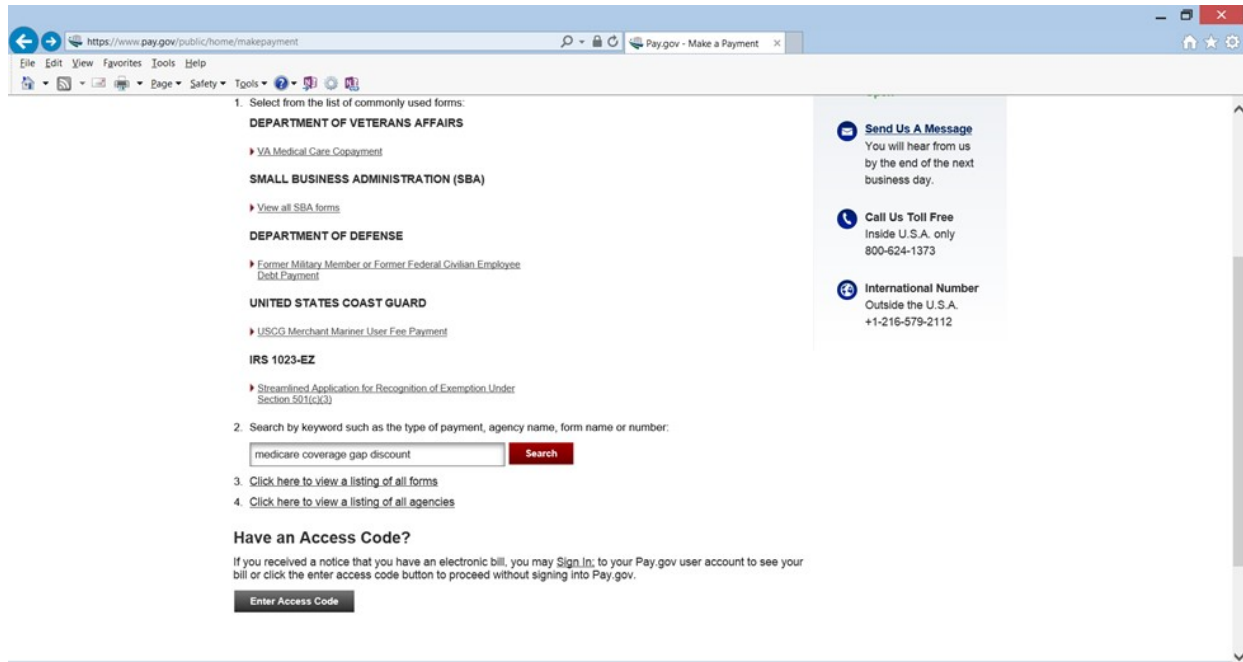 https://www.pay.gov/public/home/makepayment
Pay.gov - Make a Payment
File Edit View Favorites Tools Help
Page Safety Tools
1. Select from the list of commonly used forms:
DEPARTMENT OF VETERANS AFFAIRS
VA Medical Care Copayment
SMALL BUSINESS ADMINISTRATION (SBA)
View all SBA forms
DEPARTMENT OF DEFENSE
Former Military Member or Former Federal Civilian Employee
Debt Payment
UNITED STATES COAST GUARD
USCG Merchant Mariner User Fee Payment
IRS 1023-EZ
Streamlined Application for Recognition of Exemption Under
Section 501(c)(3)
2. Search by keyword such as the type of payment, agency name, form name or number:
medicare coverage gap discount
Search
3. Click here to view a listing of all forms
4. Click here to view a listing of all agencies
Have an Access Code?
If you received a notice that you have an electronic bill, you may Sign In: to your Pay.gov user account to see your
bill or click the enter access code button to proceed without signing into Pay.gov.
Enter Access Code
Send Us A Message
You will hear from us
by the end of the next
business day.
Call Us Toll Free
Inside U.S.A. only
800-624-1373
International Number
Outside the U.S.A.
+1-216-579-2112